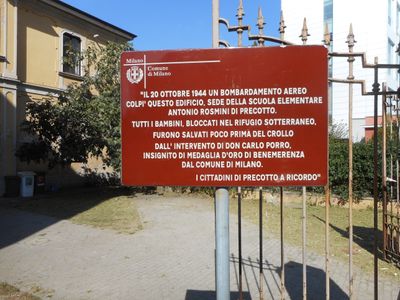 Milano
Comune
di Milano
"IL 20 OTTOBRE 1944 UN BOMBARDAMENTO AEREO
COLPI' QUESTO EDIFICIO, SEDE DELLA SCUOLA ELEMENTARE
ANTONIO ROSMINI DI PRECOTTO.
TUTTI I BAMBINI, BLOCCATI NEL RIFUGIO SOTTERRANEO,
FURONO SALVATI POCO PRIMA DEL CROLLO
DALL' INTERVENTO DI DON CARLO PORRO,
INSIGNITO DI MEDAGLIA D'ORO DI BENEMERENZA
DAL COMUNE DI MILANO.
I CITTADINI DI PRECOTTO A RICORDO"